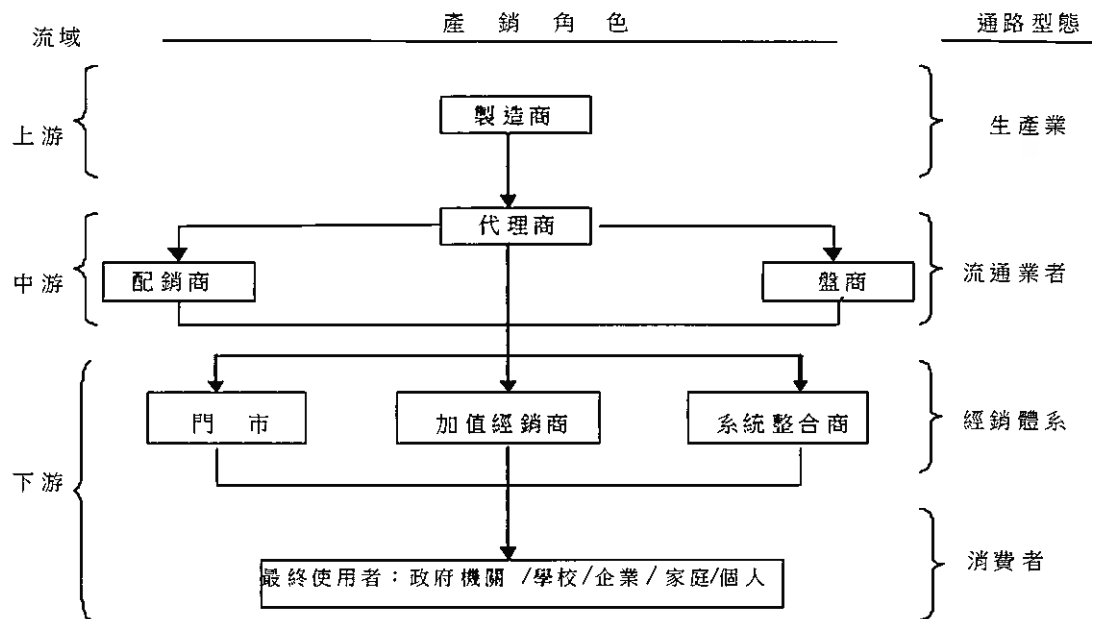 流域 產銷角色 通路型態
製造商
上游 生產業
代理商
中游 配銷商 盤商 流通業者
門市 加值經銷商 系統整合商 經銷體系
下游
最終使用者：政府機關 /學校/企業/家庭/個人
消費者